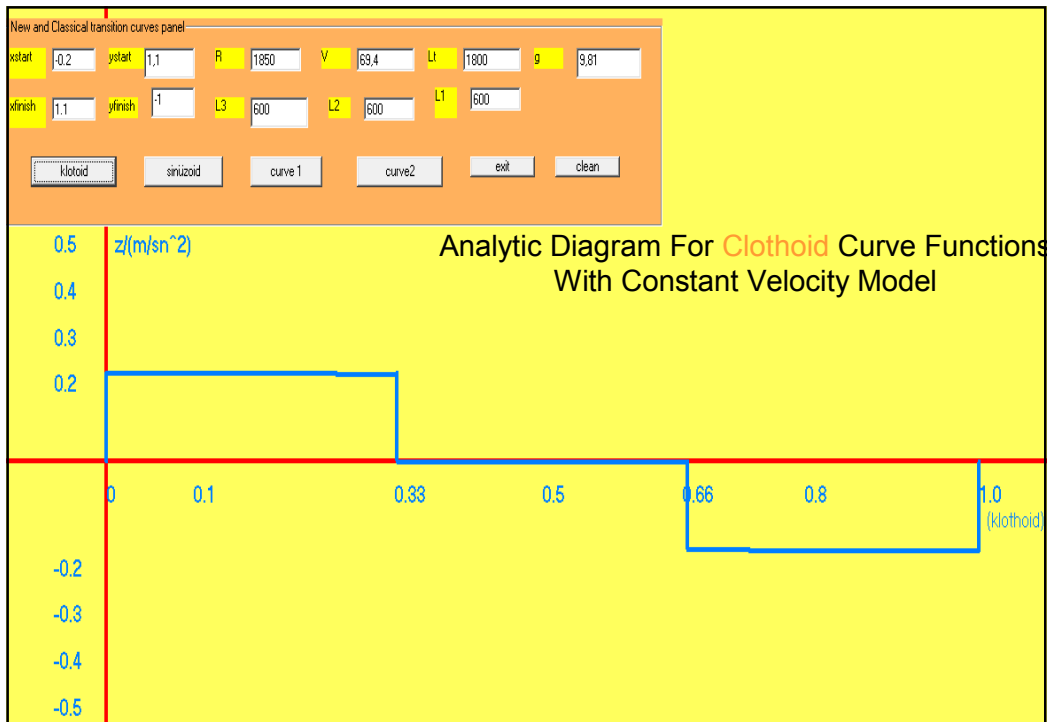 New and Classical transition curves panel
xstart -0.2 ystart 1,1 R 1850 V 69,4 Lt 1800 g 9,81
xfinish 1.1 yfinish -1 L3 600 L2 600 L1 600
klotoid sinüzoid curve 1 curve2 exit clean
0.5 z/(m/sn^2)
Analytic Diagram For Clothoid Curve Functions
With Constant Velocity Model
0.4
0.3
0.2
0 0.1 0.33 0.5 0.66 0.8 1.0
(klothoid)
-0.2
-0.3
-0.4
-0.5